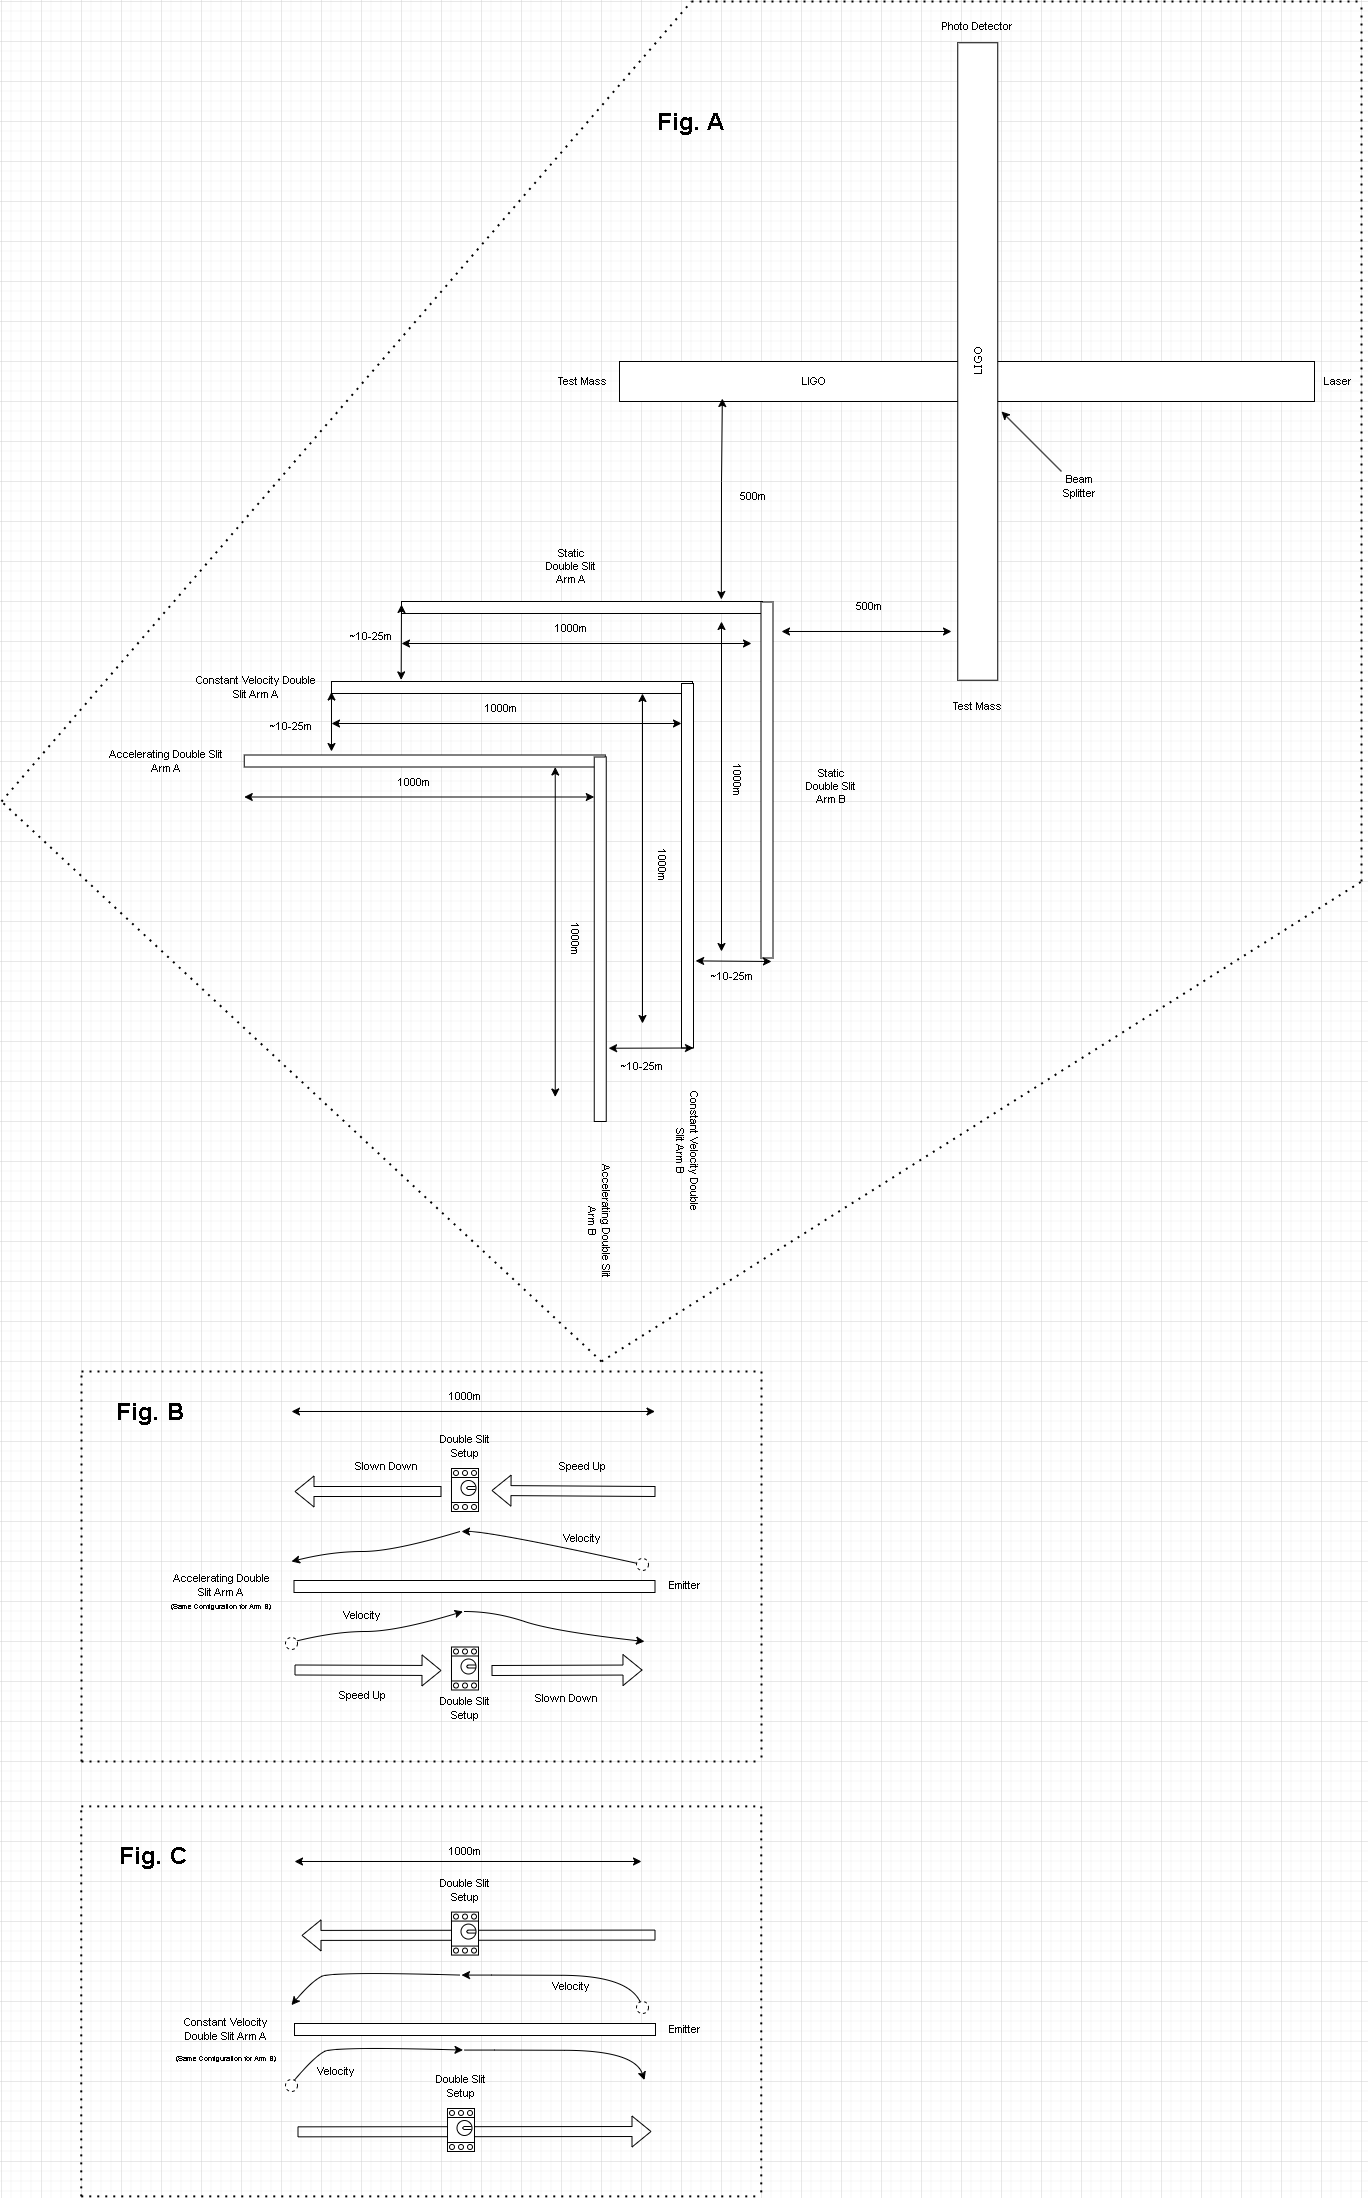 Photo Detector
Fig. A
LIGO
Test Mass
LIGO
Laser
Beam
Splitter
500m
Static
Double Slit
Arm A
500m
~10-25m
1000m
Constant Velocity Double
Slit Arm A
Test Mass
~10-25m
1000m
Accelerating Double Slit
Arm A
1000m
1000m
Static
Double Slit
Arm B
1000m
1000m
~10-25m
~10-25m
Constant Velocity Double
Slit Arm B
Accelerating Double Slit
Arm B
Fig. B
1000m
Double Slit
Setup
Slown Down
Speed Up
Velocity
Accelerating Double
Slit Arm A
(Same Configuration for Arm B)
Emitter
Velocity
Speed Up
Double Slit
Setup
Slown Down
Fig. C
1000m
Double Slit
Setup
Velocity
Constant Velocity
Double Slit Arm A
(Same Configuration for Arm B)
Emitter
Velocity
Double Slit
Setup